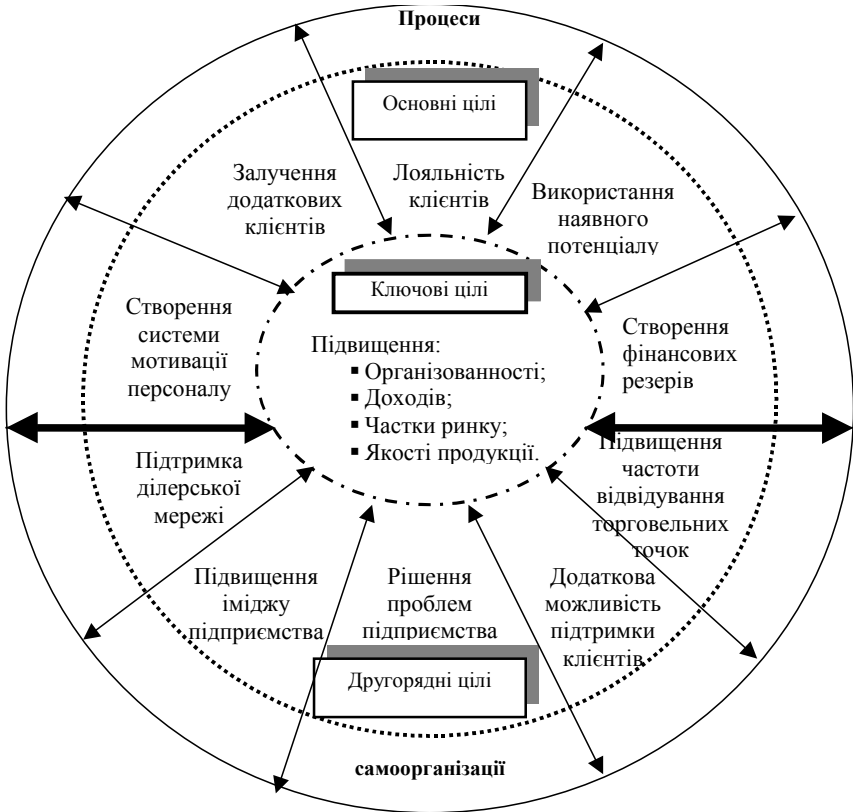 Процеси
Основні цілі
Залучення
додаткових
клієнтів
Лояльність
клієнтів
Використання
наявного
потенціалу
Ключові цілі
Створення
системи
мотивації
персоналу
Підвищення:
▪ Організованності;
▪ Доходів;
▪ Частки ринку;
▪ Якості продукції.
Створення
фінансових
резерів
Підтримка
ділерської
мережі
Підвищення
частоти
відвідування
торговельних
точок
Підвищення
іміджу
підприємства
Рішення
проблем
підприємства
Додаткова
можливість
підтримки
клієнтів
Другорядні цілі
самоорганізації